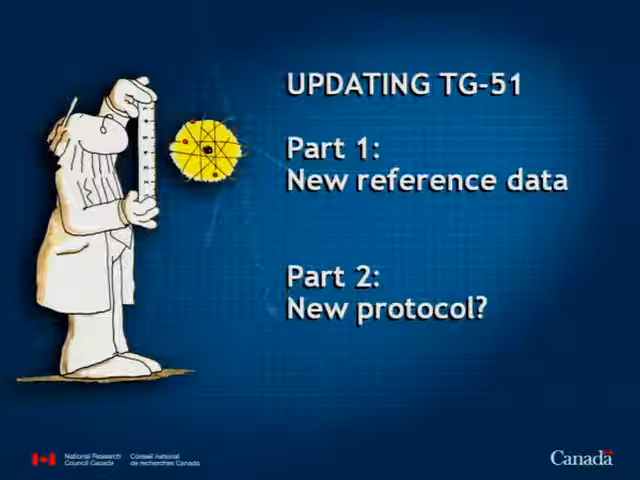 UPDATING TG-51
Part 1:
New reference data
Part 2:
New protocol?
National Research
Council Canada
Conseil national
de recherches Canada
Canada